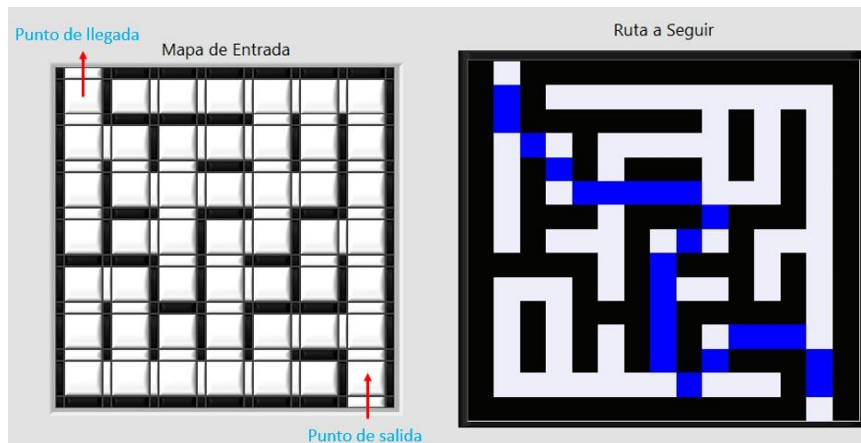 Punto de llegada
Mapa de Entrada
Ruta a Seguir
Punto de salida